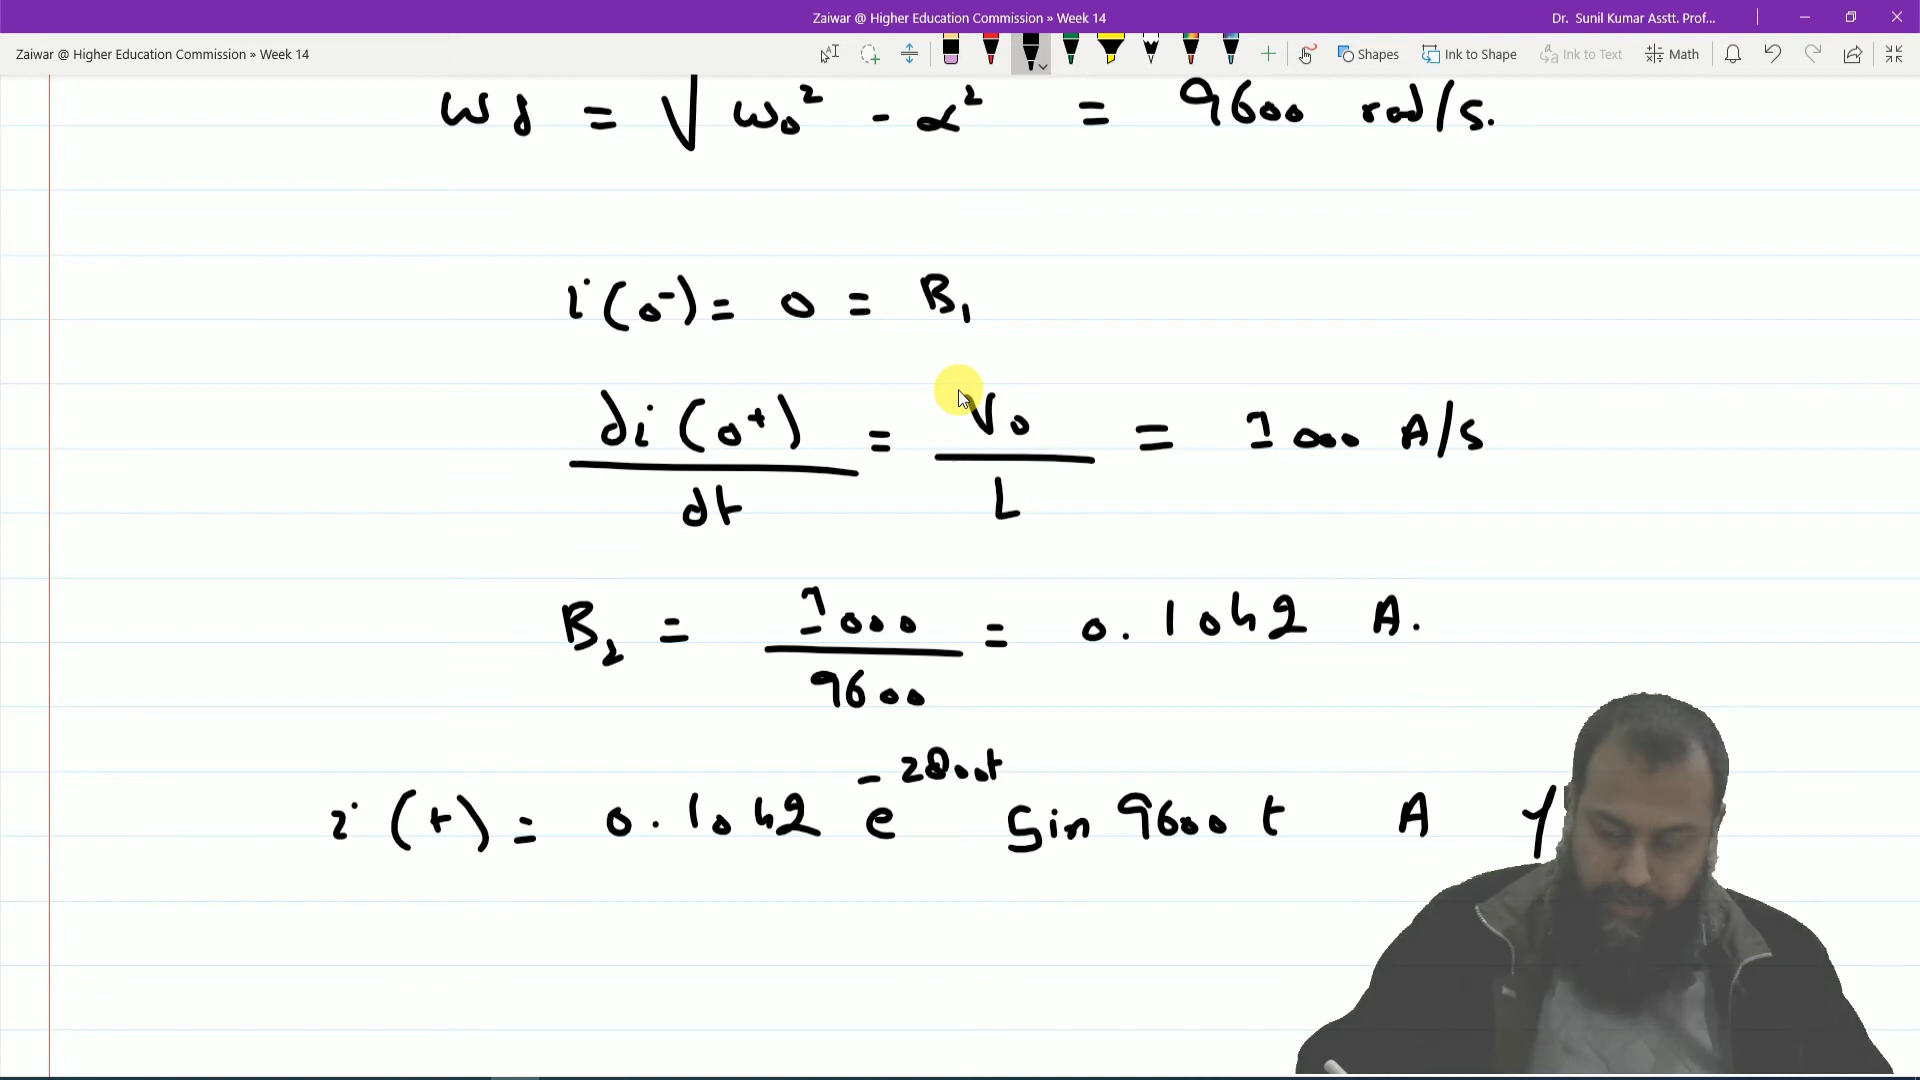 Zaiwar @ Higher Education Commission » Week 14
Dr. Sunil Kumar Asstt. Prof...
Zaiwar @ Higher Education Commission » Week 14
Shapes
Ink to Shape
Ink to Text
Math
ωd = √ω₀² - α² = 9600 rad/s.
i(0⁻) = 0 = B₁
di(0⁺)/dt = V₀/L = 1000 A/s
B₂ = 1000/9600 = 0.1042 A.
i(t) = 0.1042 e^-2800t Sin 9600 t A